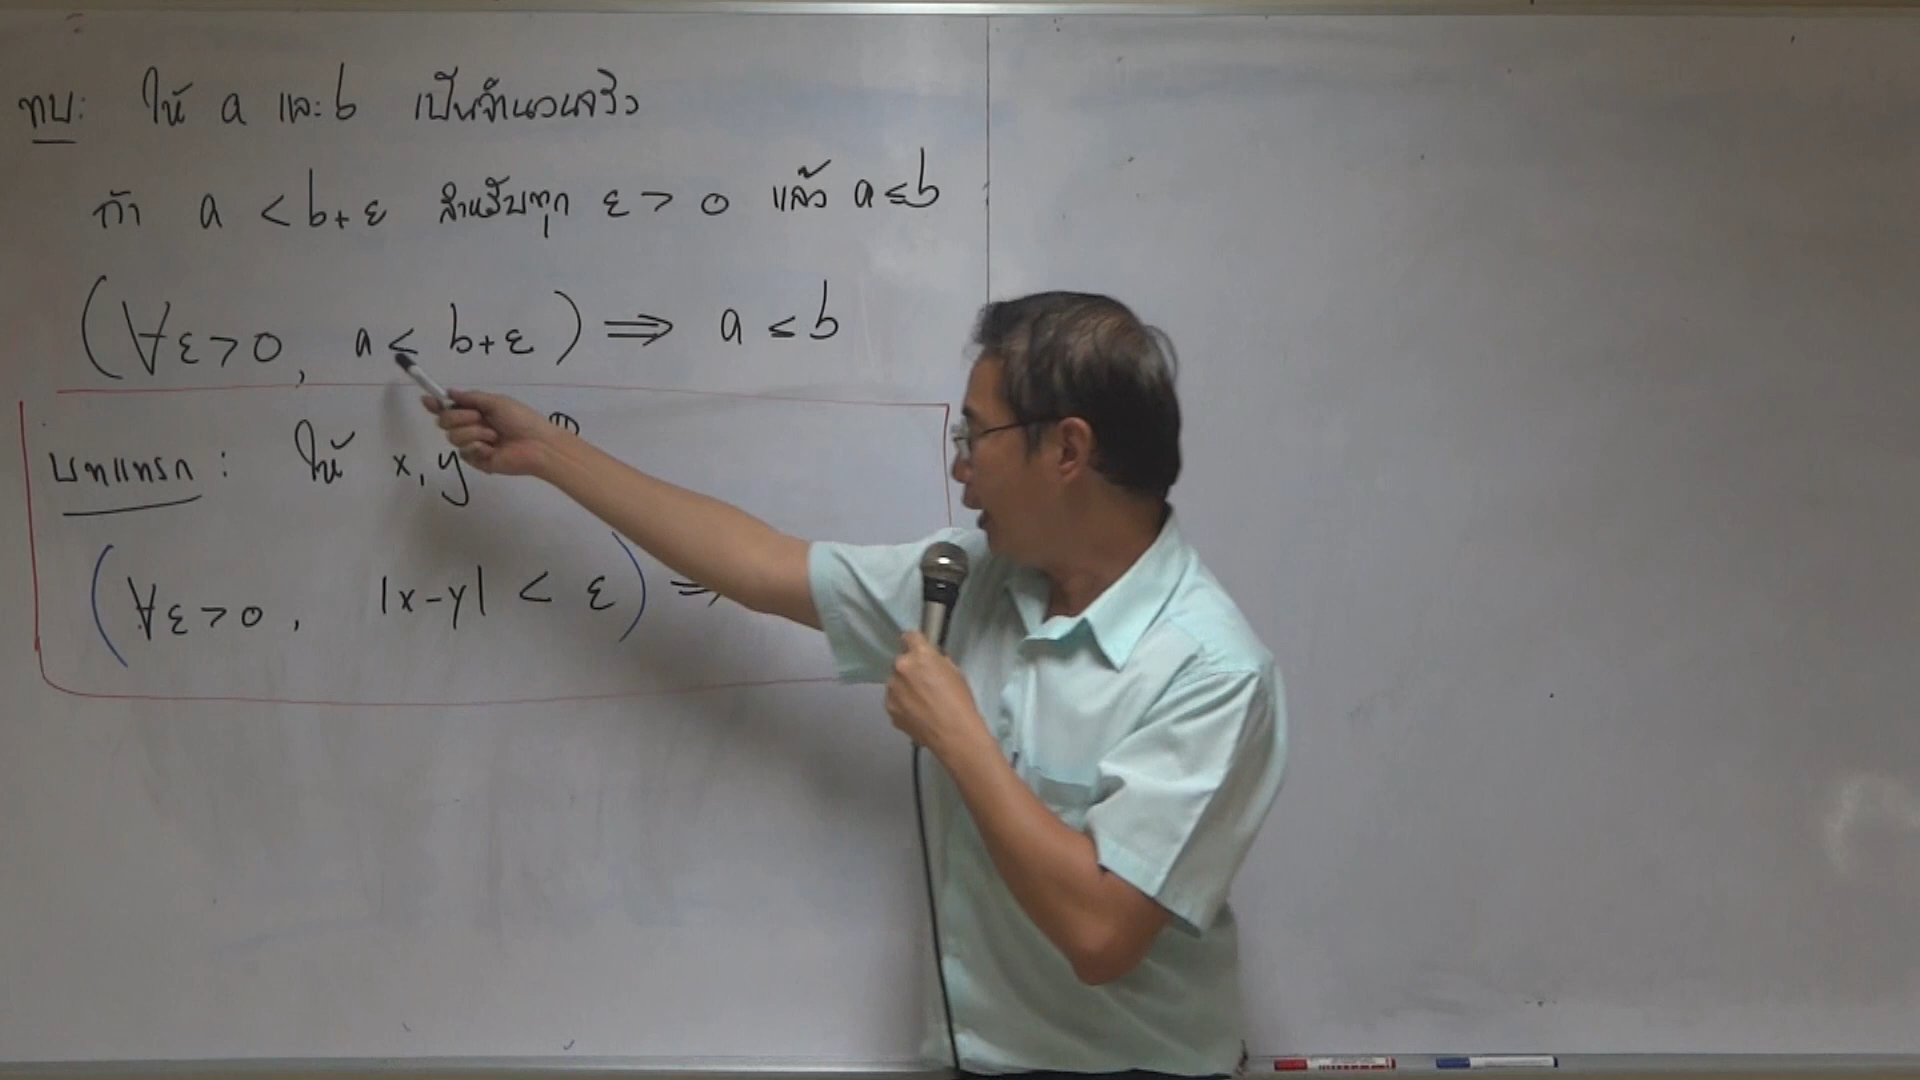 ทบ: ให้ a และ b เป็นจำนวนจริง
ถ้า a < b+ε สำหรับทุก ε > 0 แล้ว a ≤ b
(∀ε>0, a < b+ε) ⇒ a ≤ b
บทแทรก: ให้ x, y
(∀ε>0, |x-y| < ε) ⇒